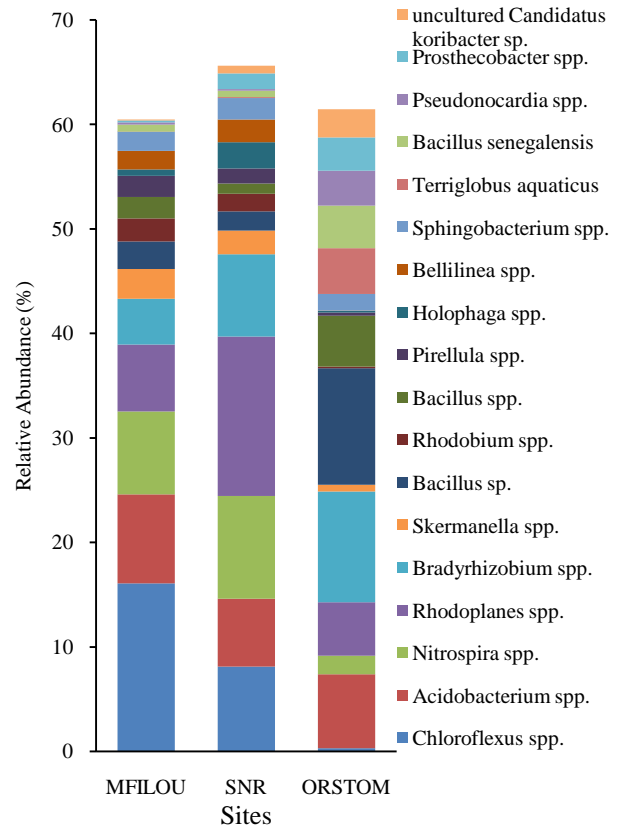 70
60
50
40
30
20
10
0
Relative Abundance (%)
MFILOU
SNR
ORSTOM
Sites
uncultured Candidatus
koribacter sp.
Prosthecobacter spp.
Pseudonocardia spp.
Bacillus senegalensis
Terriglobus aquaticus
Sphingobacterium spp.
Bellilinea spp.
Holophaga spp.
Pirellula spp.
Bacillus spp.
Rhodobium spp.
Bacillus sp.
Skermanella spp.
Bradyrhizobium spp.
Rhodoplanes spp.
Nitrospira spp.
Acidobacterium spp.
Chloroflexus spp.